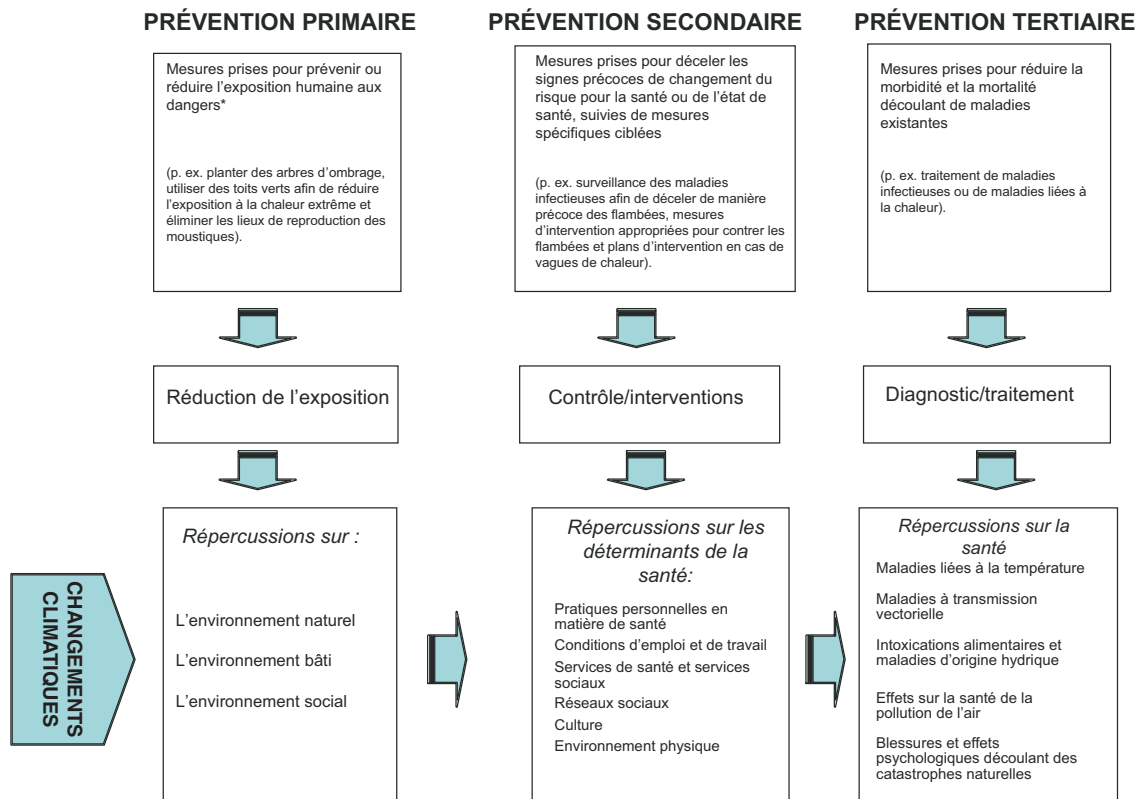 PRÉVENTION PRIMAIRE
Mesures prises pour prévenir ou
réduire l'exposition humaine aux
dangers*
(p. ex. planter des arbres d'ombrage,
utiliser des toits verts afin de réduire
l'exposition à la chaleur extrême et
éliminer les lieux de reproduction des
moustiques).
PRÉVENTION SECONDAIRE
Mesures prises pour déceler les
signes précoces de changement du
risque pour la santé ou de l'état de
santé, suivies de mesures
spécifiques ciblées
(p. ex. surveillance des maladies
infectieuses afin de déceler de manière
précoce des flambées, mesures
d'intervention appropriées pour contrer les
flambées et plans d'intervention en cas de
vagues de chaleur).
PRÉVENTION TERTIAIRE
Mesures prises pour réduire la
morbidité et la mortalité
découlant de maladies
existantes
(p. ex. traitement de maladies
infectieuses ou de maladies liées à
la chaleur).
Réduction de l'exposition
Contrôle/interventions
Diagnostic/traitement
CHANGEMENTS
CLIMATIQUES
Répercussions sur :
L'environnement naturel
L'environnement bâti
L'environnement social
Répercussions sur les
déterminants de la
santé:
Pratiques personnelles en
matière de santé
Conditions d'emploi et de travail
Services de santé et services
sociaux
Réseaux sociaux
Culture
Environnement physique
Répercussions sur la
santé
Maladies liées à la température
Maladies à transmission
vectorielle
Intoxications alimentaires et
maladies d'origine hydrique
Effets sur la santé de la
pollution de l'air
Blessures et effets
psychologiques découlant des
catastrophes naturelles